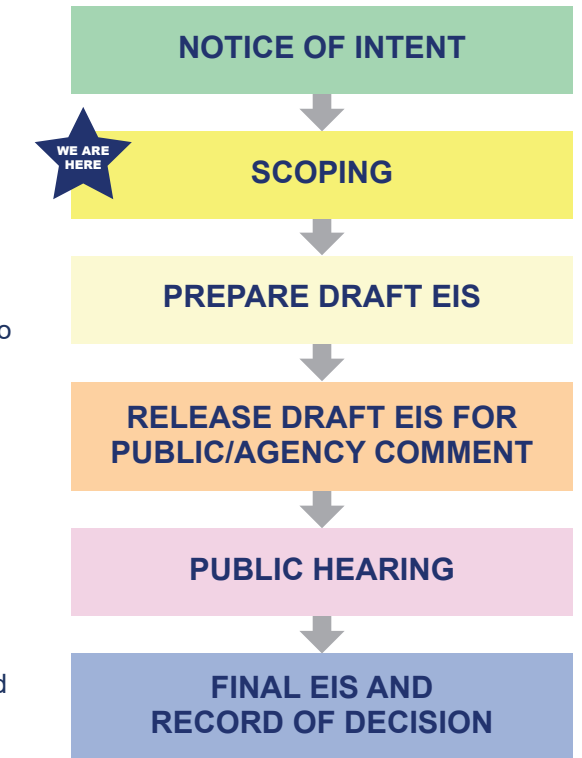 NOTICE OF INTENT
WE ARE
HERE
SCOPING
PREPARE DRAFT EIS
o
RELEASE DRAFT EIS FOR
PUBLIC/AGENCY COMMENT
PUBLIC HEARING
d
FINAL EIS AND
RECORD OF DECISION